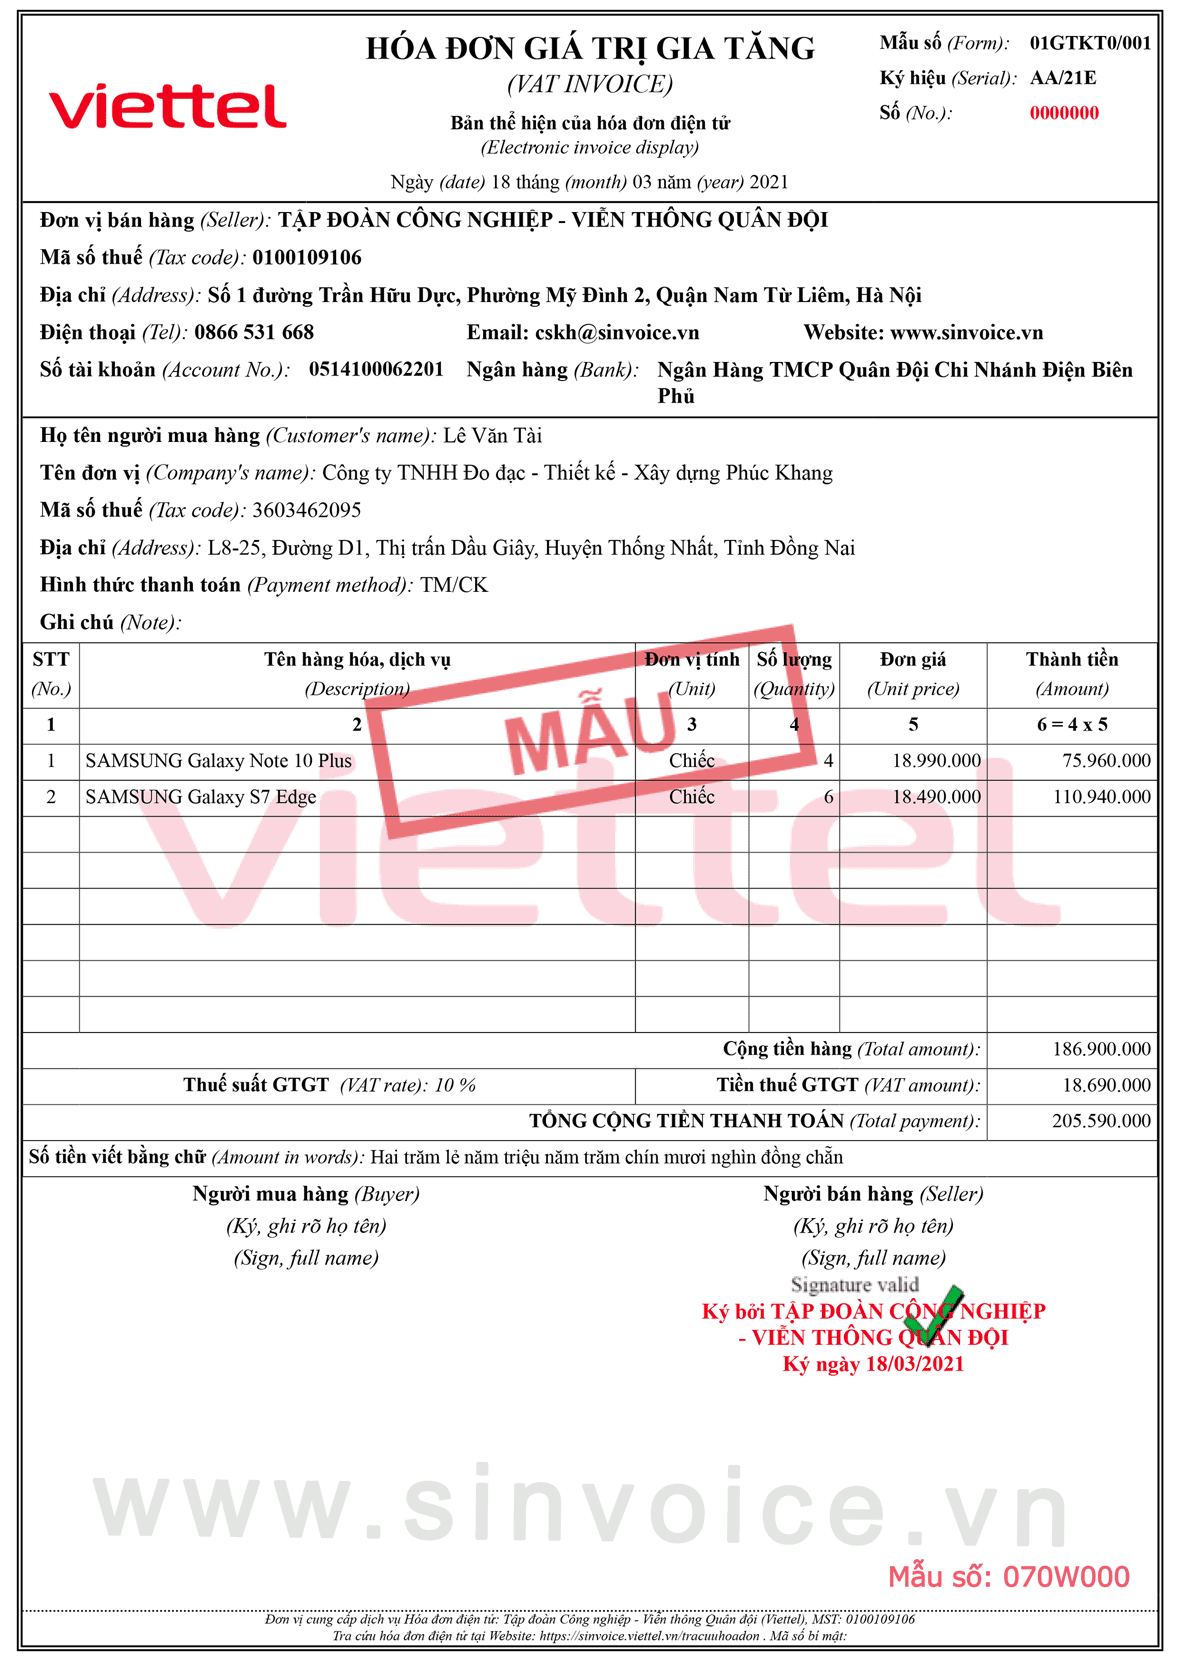 viettel
HÓA ĐƠN GIÁ TRỊ GIA TĂNG
(VAT INVOICE)
Bản thể hiện của hóa đơn điện tử
(Electronic invoice display)
Ngày (date) 18 tháng (month) 03 năm (year) 2021
Mẫu số (Form): 01GTKT0/001
Ký hiệu (Serial): AA/21E
Số (No.): 0000000
Đơn vị bán hàng (Seller): TẬP ĐOÀN CÔNG NGHIỆP - VIỄN THÔNG QUÂN ĐỘI
Mã số thuế (Tax code): 0100109106
Địa chỉ (Address): Số 1 đường Trần Hữu Dực, Phường Mỹ Đình 2, Quận Nam Từ Liêm, Hà Nội
Điện thoại (Tel): 0866 531 668 Email: cskh@sinvoice.vn Website: www.sinvoice.vn
Số tài khoản (Account No.): 0514100062201 Ngân hàng (Bank): Ngân Hàng TMCP Quân Đội Chi Nhánh Điện Biên
Phủ
Họ tên người mua hàng (Customer's name): Lê Văn Tài
Tên đơn vị (Company's name): Công ty TNHH Đo đạc - Thiết kế - Xây dựng Phúc Khang
Mã số thuế (Tax code): 3603462095
Địa chỉ (Address): L8-25, Đường D1, Thị trấn Dầu Giây, Huyện Thống Nhất, Tỉnh Đồng Nai
Hình thức thanh toán (Payment method): TM/CK
Ghi chú (Note):
STT Tên hàng hóa, dịch vụ Đơn vị tính Số lượng Đơn giá Thành tiền
(No.) (Description) (Unit) (Quantity) (Unit price) (Amount)
1 2 3 4 5 6 = 4 x 5
MẪU
1 SAMSUNG Galaxy Note 10 Plus Chiếc 4 18.990.000 75.960.000
2 SAMSUNG Galaxy S7 Edge Chiếc 6 18.490.000 110.940.000
viettel
Cộng tiền hàng (Total amount): 186.900.000
Thuế suất GTGT (VAT rate): 10 % Tiền thuế GTGT (VAT amount): 18.690.000
TỔNG CỘNG TIỀN THANH TOÁN (Total payment): 205.590.000
Số tiền viết bằng chữ (Amount in words): Hai trăm lẻ năm triệu năm trăm chín mươi nghìn đồng chẵn
Người mua hàng (Buyer) Người bán hàng (Seller)
(Ký, ghi rõ họ tên) (Ký, ghi rõ họ tên)
(Sign, full name) (Sign, full name)
Signature valid
Ký bởi TẬP ĐOÀN CÔNG NGHIỆP
- VIỄN THÔNG QUÂN ĐỘI
Ký ngày 18/03/2021
www.sinvoice.vn
Mẫu số: 070W000
Đơn vị cung cấp dịch vụ Hóa đơn điện tử: Tập đoàn Công nghiệp - Viễn thông Quân đội (Viettel), MST: 0100109106
Tra cứu hóa đơn điện tử tại Website: https://sinvoice.viettel.vn/tracuuhoadon . Mã số bí mật: